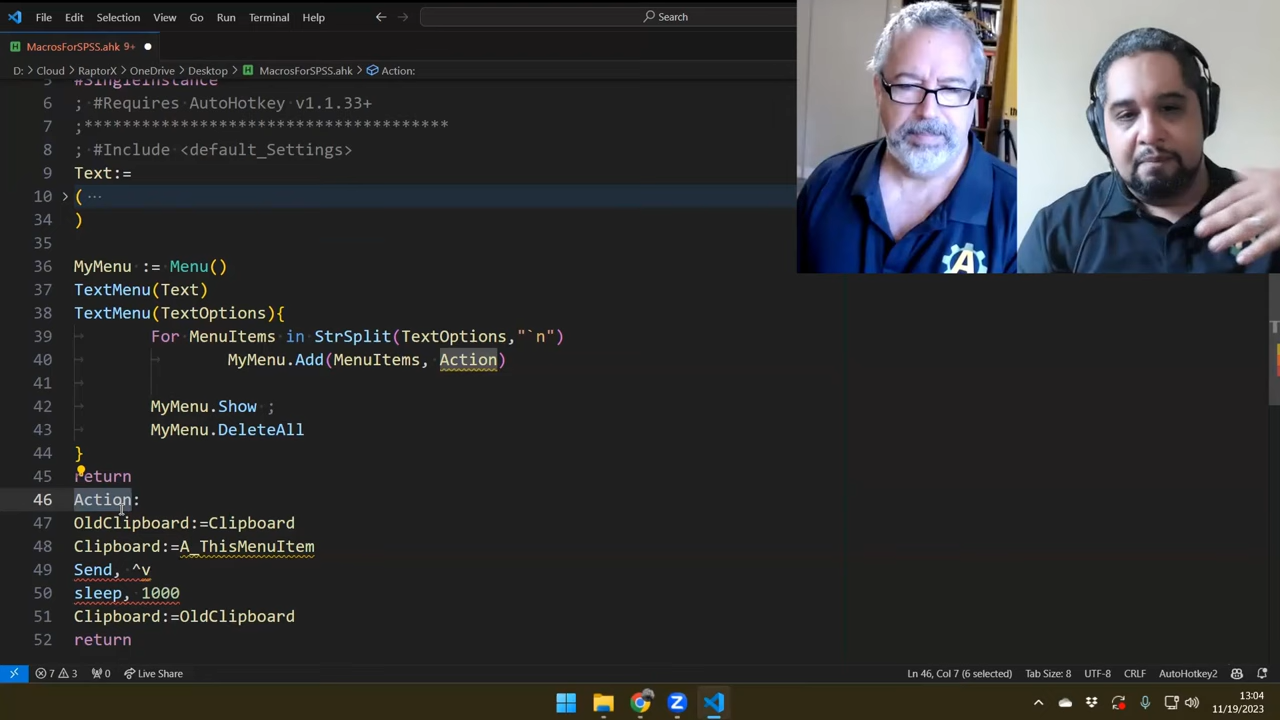 File Edit Selection View Go Run Terminal Help Search
MacrosForSPSS.ahk 9+
D: > Cloud > RaptorX > OneDrive > Desktop > MacrosForSPSS.ahk > Action:
#SingleInstance
6 ; #Requires AutoHotkey v1.1.33+
7 ;*************************************
8 ; #Include <default_Settings>
9 Text:=
10 ( ···
34 )
35
36 MyMenu := Menu()
37 TextMenu(Text)
38 TextMenu(TextOptions){
39 For MenuItems in StrSplit(TextOptions,"`n")
40 MyMenu.Add(MenuItems, Action)
41
42 MyMenu.Show ;
43 MyMenu.DeleteAll
44 }
45 return
46 Action:
47 OldClipboard:=Clipboard
48 Clipboard:=A_ThisMenuItem
49 Send, ^v
50 sleep, 1000
51 Clipboard:=OldClipboard
52 return
7 3 0 Live Share Ln 46, Col 7 (6 selected) Tab Size: 8 UTF-8 CRLF AutoHotkey2
13:04
11/19/2023